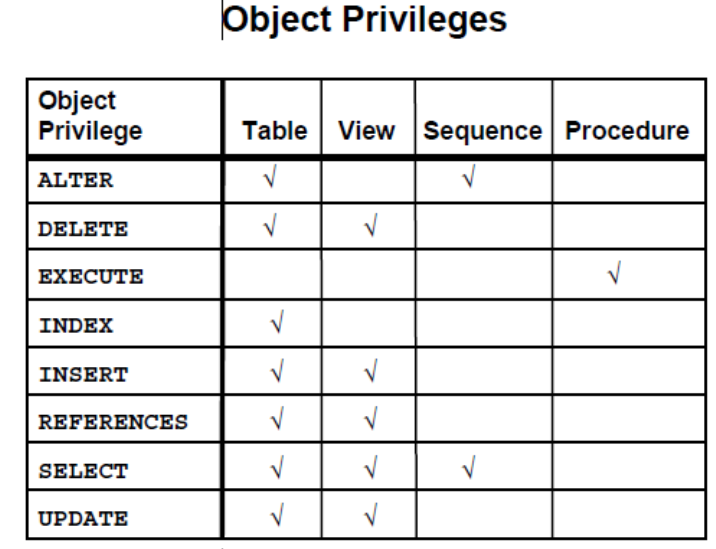 Object Privileges
Object
Privilege Table View Sequence Procedure
ALTER √ √
DELETE √ √
EXECUTE √
INDEX √
INSERT √ √
REFERENCES √ √
SELECT √ √ √
UPDATE √ √